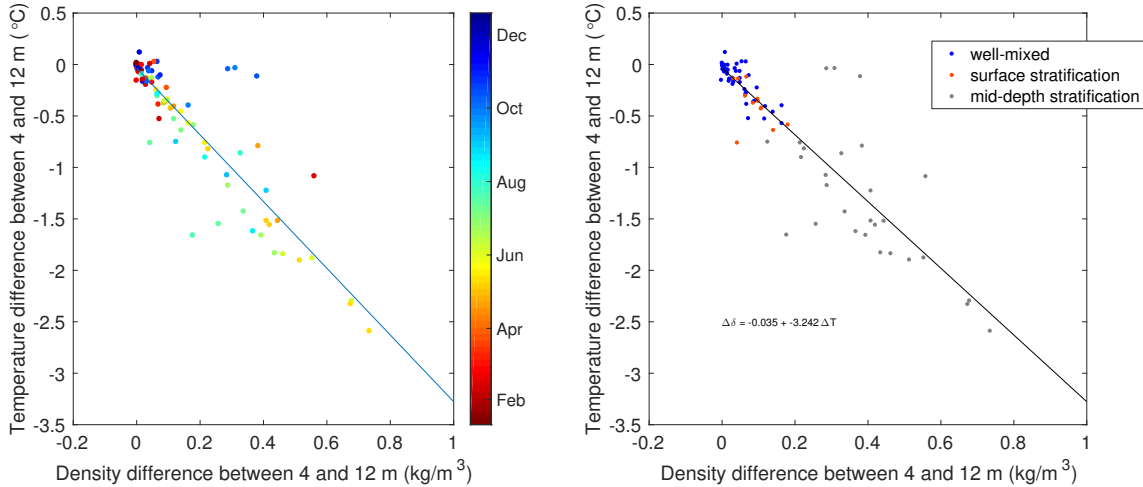 0.5
0
-0.5
-1
-1.5
-2
-2.5
-3
-3.5
-0.2
0
0.2
0.4
0.6
0.8
1
Temperature difference between 4 and 12 m ( °C)
Density difference between 4 and 12 m (kg/m³)
Dec
Oct
Aug
Jun
Apr
Feb
0.5
0
-0.5
-1
-1.5
-2
-2.5
-3
-3.5
-0.2
0
0.2
0.4
0.6
0.8
1
Temperature difference between 4 and 12 m ( °C)
Density difference between 4 and 12 m (kg/m³)
well-mixed
surface stratification
mid-depth stratification
Δδ = -0.035 + -3.242 ΔT